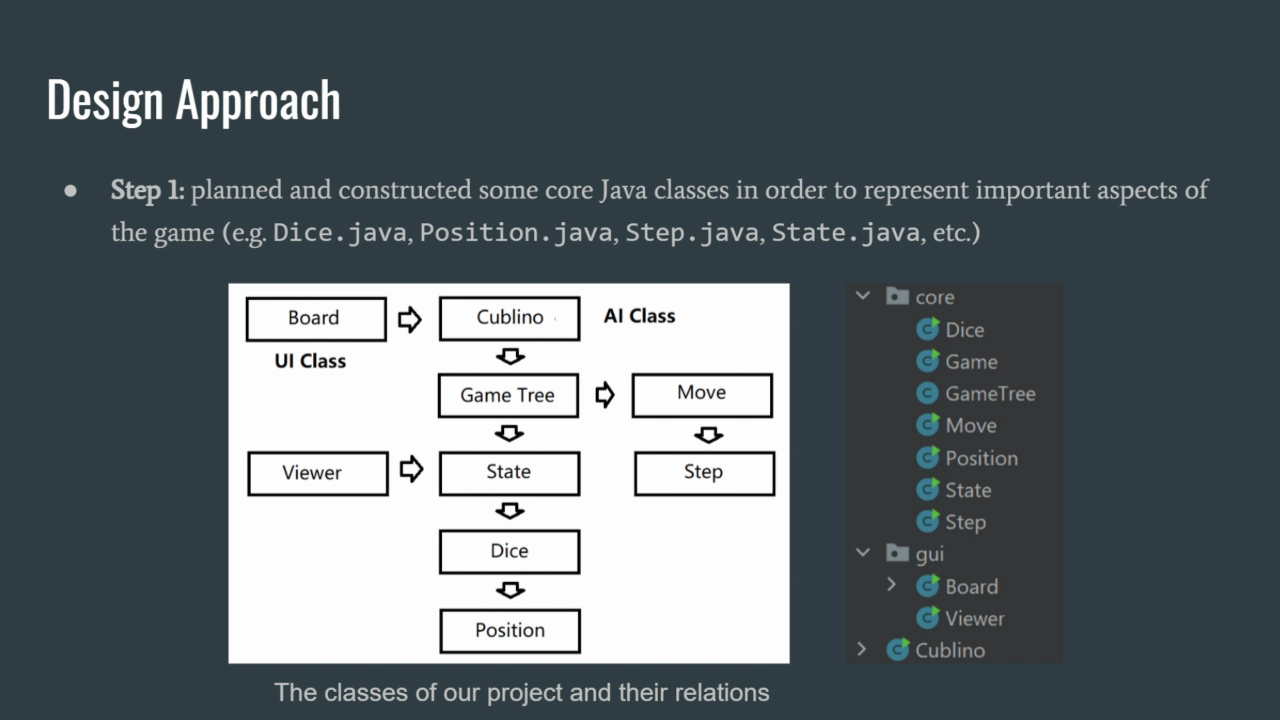 Design Approach
● Step 1: planned and constructed some core Java classes in order to represent important aspects of
the game (e.g. Dice.java, Position.java, Step.java, State.java, etc.)
Board
Cublino
AI Class
UI Class
Game Tree
Move
Viewer
State
Step
Dice
Position
The classes of our project and their relations
core
Dice
Game
GameTree
Move
Position
State
Step
gui
Board
Viewer
Cublino